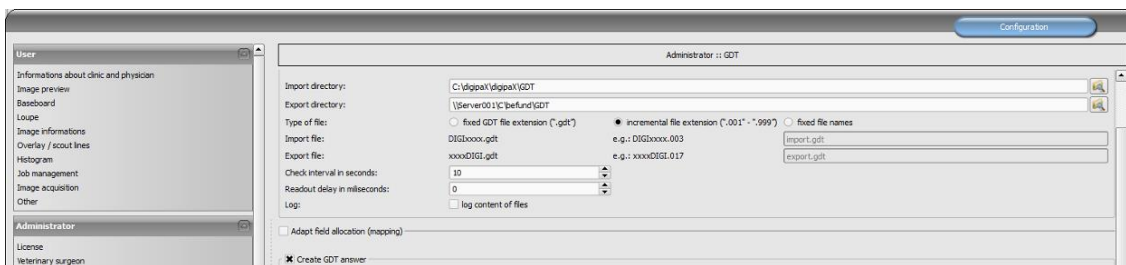 Configuration
User
Informations about clinic and physician
Image preview
Baseboard
Loupe
Image informations
Overlay / scout lines
Histogram
Job management
Image acquisition
Other
Administrator
License
Veterinary surgeon
Administrator :: GDT
Import directory: C:\digipaX\digipaX\GDT
Export directory: \\Server001\C\befund\GDT
Type of file: fixed GDT file extension (".gdt") incremental file extension (".001" - ".999") fixed file names
Import file: DIGIxxxx.gdt e.g.: DIGIxxxx.003 import.gdt
Export file: xxxxDIGI.gdt e.g.: xxxxDIGI.017 export.gdt
Check interval in seconds: 10
Readout delay in miliseconds: 0
Log: log content of files
Adapt field allocation (mapping)
Create GDT answer